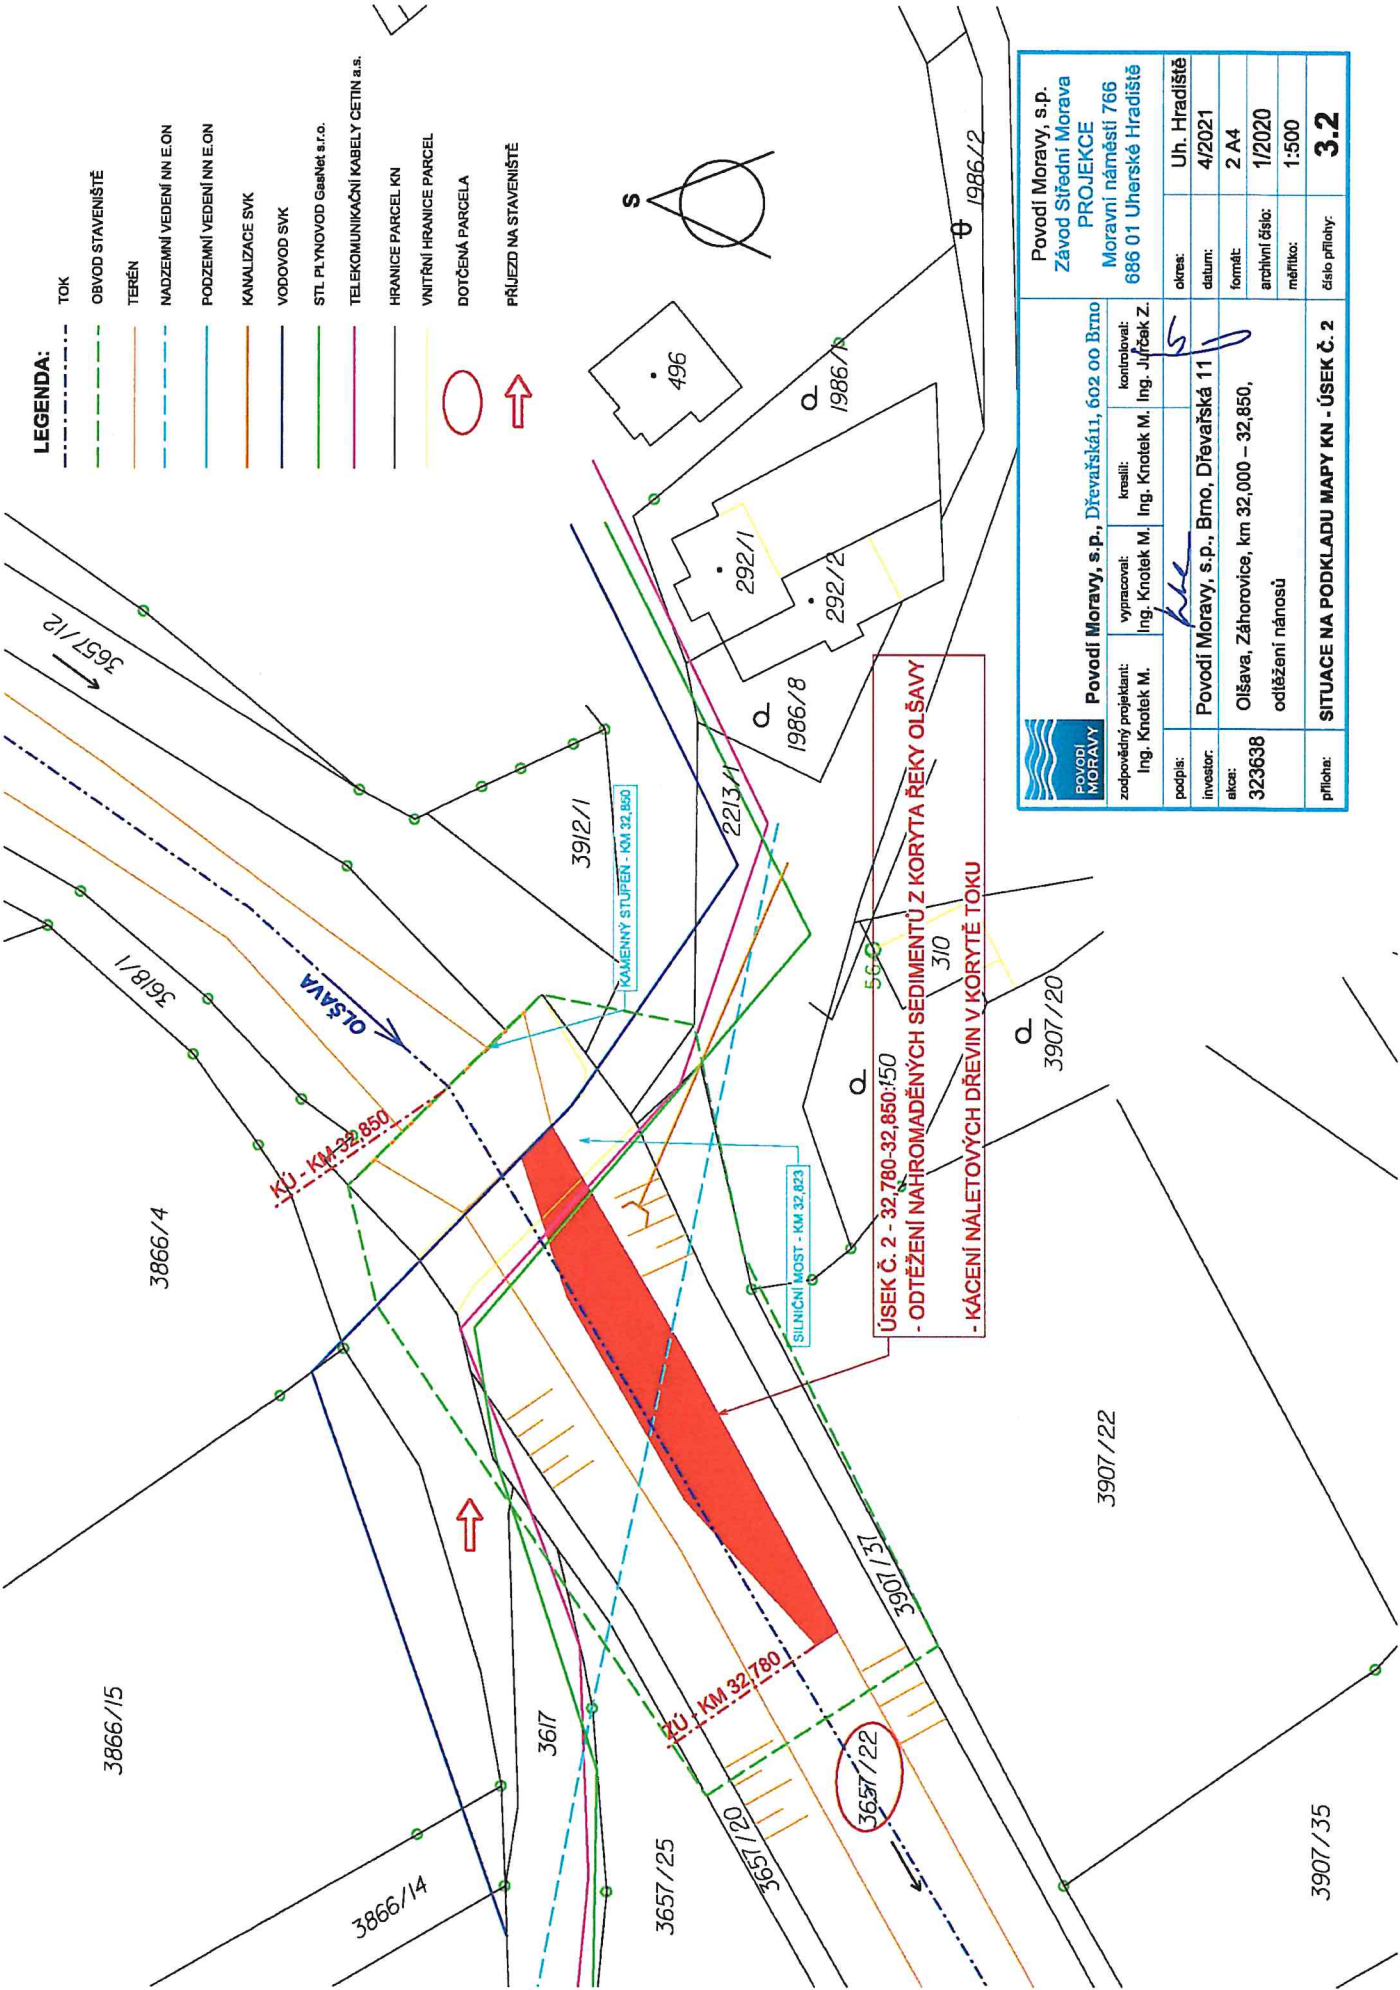 LEGENDA:
TOK
OBVOD STAVENIŠTĚ
TERÉN
NADZEMNÍ VEDENÍ NN E.ON
PODZEMNÍ VEDENÍ NN E.ON
KANALIZACE SVK
VODOVOD SVK
STL PLYNOVOD GasNet s.r.o.
TELEKOMUNIKAČNÍ KABELY CETIN a.s.
HRANICE PARCEL KN
VNITŘNÍ HRANICE PARCEL
DOTČENÁ PARCELA
PŘÍJEZD NA STAVENIŠTĚ
S
3866/15
3866/4
3866/14
3617
3618/1
3657/12
OLŠAVA
KÚ - KM 32,850
KAMENNÝ STUPEŇ - KM 32,850
3912/1
2213/1
496
292/1
292/2
1986/1
1986/2
1986/8
SILNIČNÍ MOST - KM 32,823
ÚSEK Č. 2 - 32,780-32,850:150
- ODTĚŽENÍ NAHROMADĚNÝCH SEDIMENTŮ Z KORYTA ŘEKY OLŠAVY
- KÁCENÍ NÁLETOVÝCH DŘEVIN V KORYTĚ TOKU
56
310
3907/20
3907/22
3907/37
3907/35
ZÚ - KM 32,780
3657/22
3657/20
3657/25
POVODÍ
MORAVY
Povodí Moravy, s.p., Dřevařská11, 602 00 Brno
Povodí Moravy, s.p.
Závod Střední Morava
PROJEKCE
Moravní náměstí 766
686 01 Uherské Hradiště
zodpovědný projektant:
Ing. Knotek M.
vypracoval:
Ing. Knotek M.
kreslil:
Ing. Knotek M.
kontroloval:
Ing. Jurček Z.
podpis:
investor:
Povodí Moravy, s.p., Brno, Dřevařská 11
akce:
323638
Olšava, Záhorovice, km 32,000 – 32,850,
odtěžení nánosů
okres:
Uh. Hradiště
datum:
4/2021
formát:
2 A4
archivní číslo:
1/2020
měřítko:
1:500
příloha:
SITUACE NA PODKLADU MAPY KN - ÚSEK Č. 2
číslo přílohy:
3.2